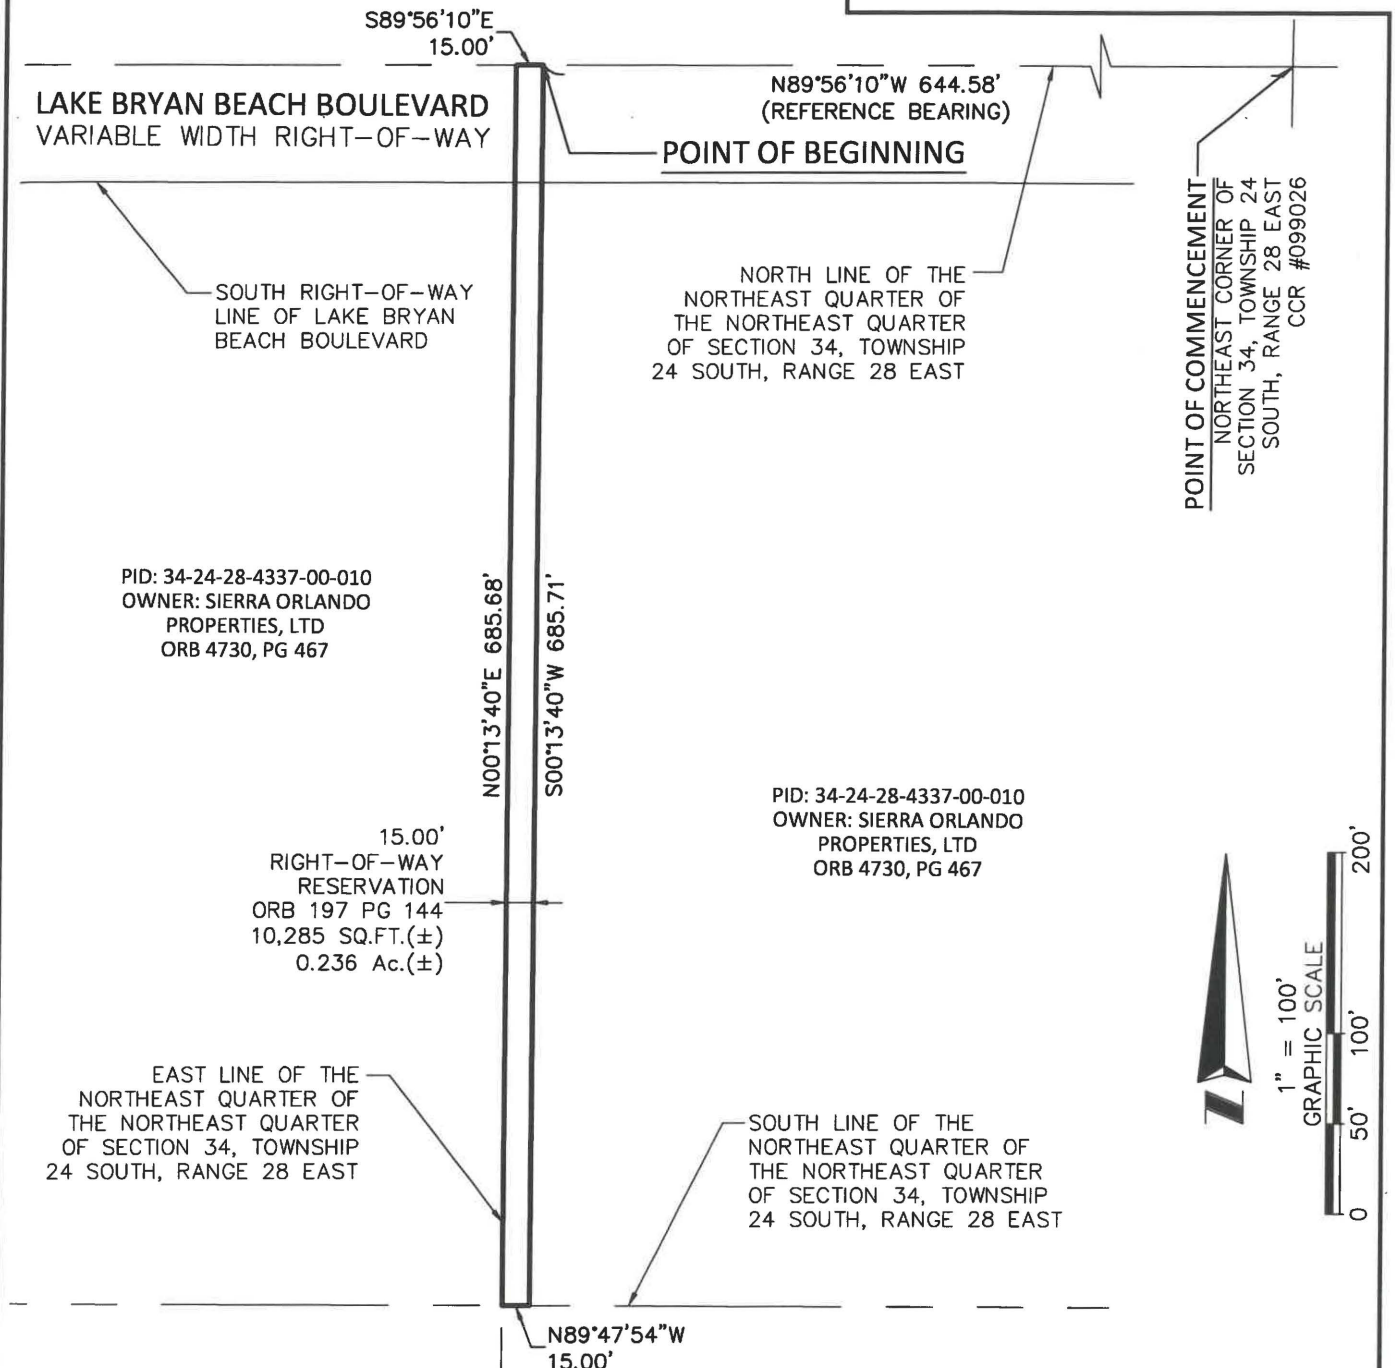 S89°56'10"E
15.00'
N89°56'10"W 644.58'
(REFERENCE BEARING)
LAKE BRYAN BEACH BOULEVARD
VARIABLE WIDTH RIGHT-OF-WAY
POINT OF BEGINNING
POINT OF COMMENCEMENT
NORTHEAST CORNER OF
SECTION 34, TOWNSHIP 24
SOUTH, RANGE 28 EAST
CCR #099026
SOUTH RIGHT-OF-WAY
LINE OF LAKE BRYAN
BEACH BOULEVARD
NORTH LINE OF THE
NORTHEAST QUARTER OF
THE NORTHEAST QUARTER
OF SECTION 34, TOWNSHIP
24 SOUTH, RANGE 28 EAST
PID: 34-24-28-4337-00-010
OWNER: SIERRA ORLANDO
PROPERTIES, LTD
ORB 4730, PG 467
N00°13'40"E 685.68'
S00°13'40"W 685.71'
PID: 34-24-28-4337-00-010
OWNER: SIERRA ORLANDO
PROPERTIES, LTD
ORB 4730, PG 467
15.00'
RIGHT-OF-WAY
RESERVATION
ORB 197 PG 144
10,285 SQ.FT.(±)
0.236 Ac.(±)
EAST LINE OF THE
NORTHEAST QUARTER OF
THE NORTHEAST QUARTER
OF SECTION 34, TOWNSHIP
24 SOUTH, RANGE 28 EAST
SOUTH LINE OF THE
NORTHEAST QUARTER OF
THE NORTHEAST QUARTER
OF SECTION 34, TOWNSHIP
24 SOUTH, RANGE 28 EAST
N
1" = 100'
GRAPHIC SCALE
0 50' 100' 200'
N89°47'54"W
15.00'